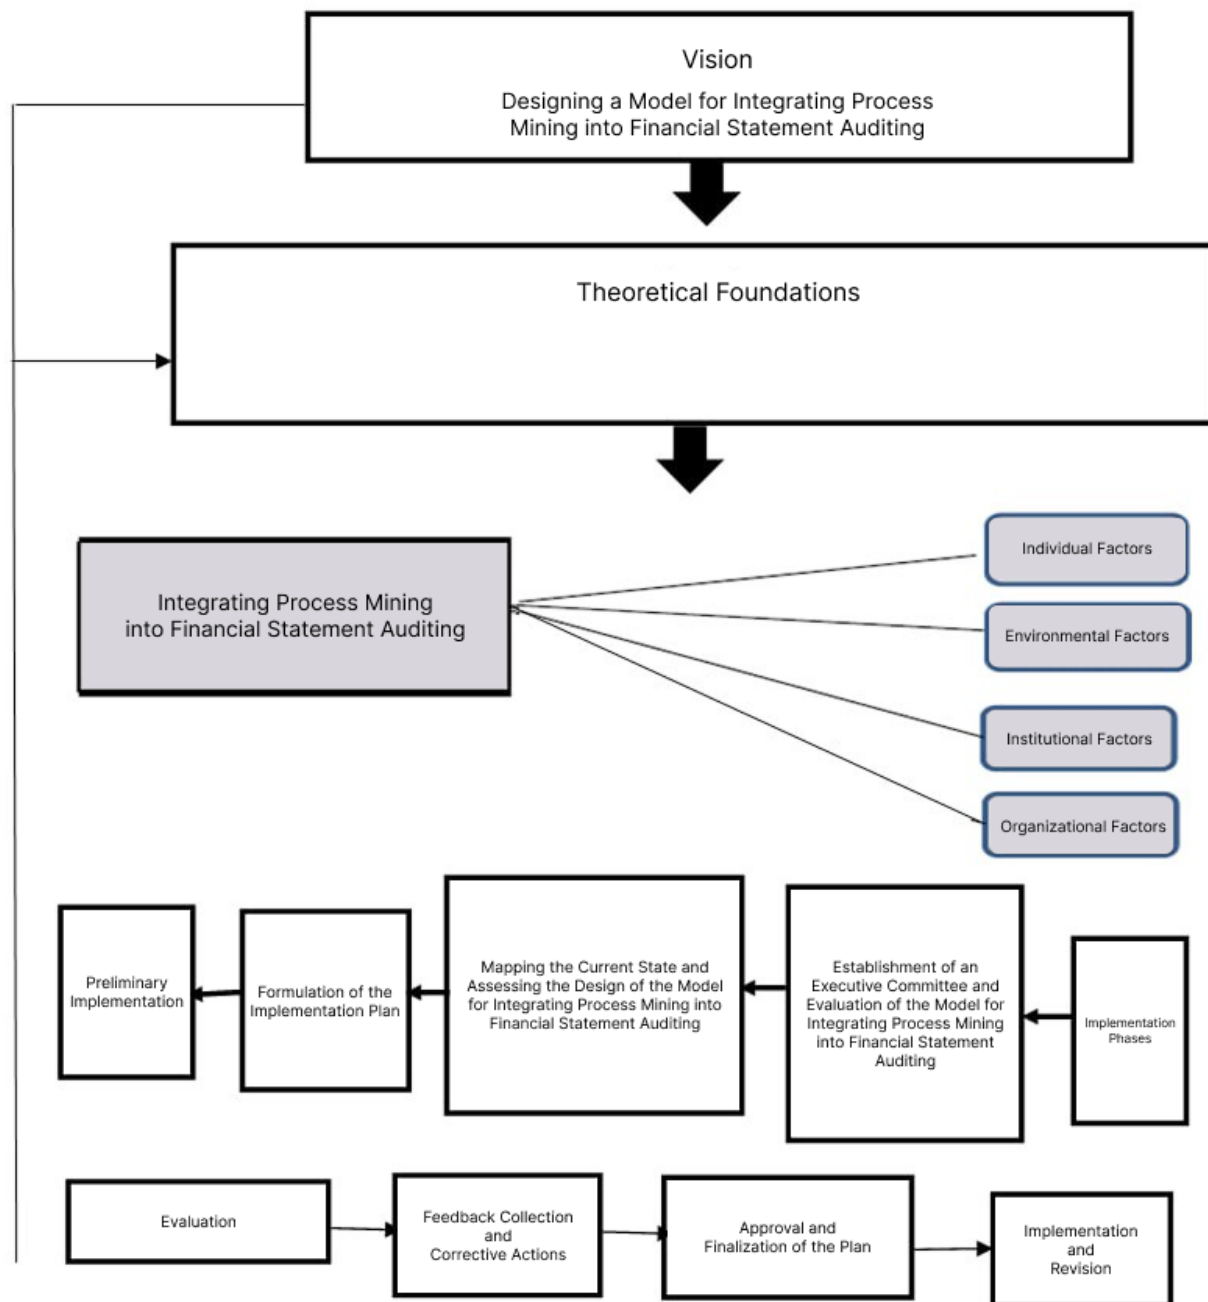 Vision
Designing a Model for Integrating Process
Mining into Financial Statement Auditing
Theoretical Foundations
Integrating Process Mining
into Financial Statement Auditing
Individual Factors
Environmental Factors
Institutional Factors
Organizational Factors
Preliminary
Implementation
Formulation of the
Implementation Plan
Mapping the Current State and
Assessing the Design of the Model
for Integrating Process Mining into
Financial Statement Auditing
Establishment of an
Executive Committee and
Evaluation of the Model for
Integrating Process Mining
into Financial Statement
Auditing
Implementation
Phases
Evaluation
Feedback Collection
and
Corrective Actions
Approval and
Finalization of the Plan
Implementation
and
Revision